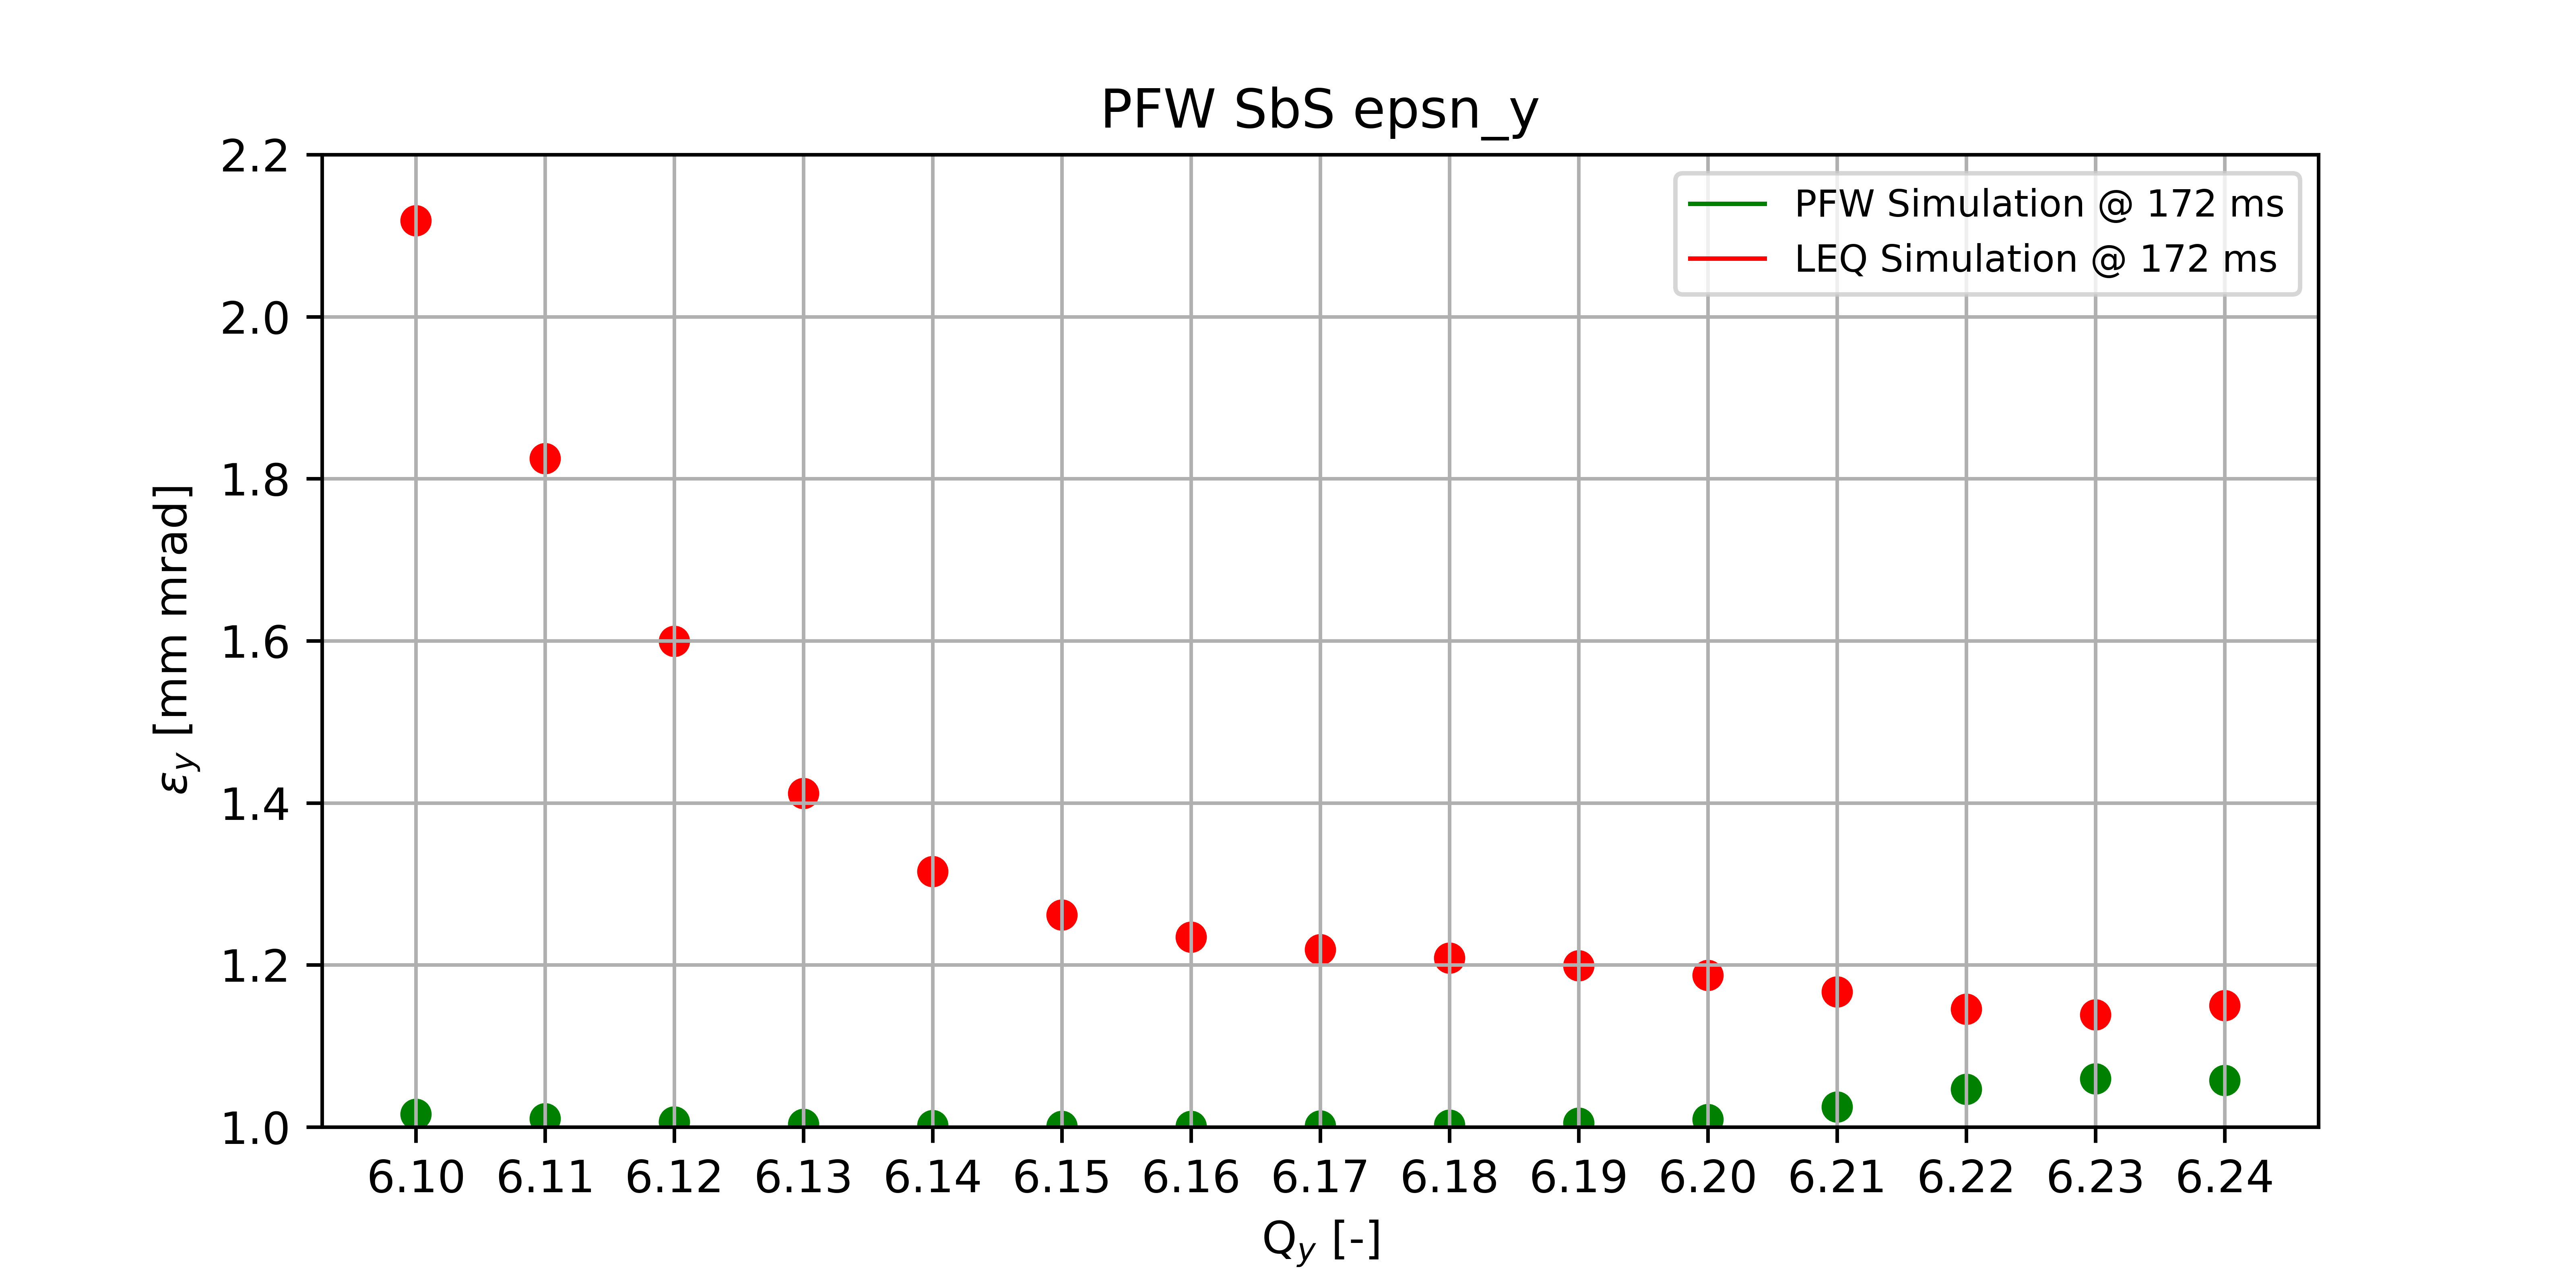 PFW SbS epsn_y
2.2
2.0
1.8
1.6
1.4
1.2
1.0
εy [mm mrad]
PFW Simulation @ 172 ms
LEQ Simulation @ 172 ms
6.10 6.11 6.12 6.13 6.14 6.15 6.16 6.17 6.18 6.19 6.20 6.21 6.22 6.23 6.24
Qy [-]